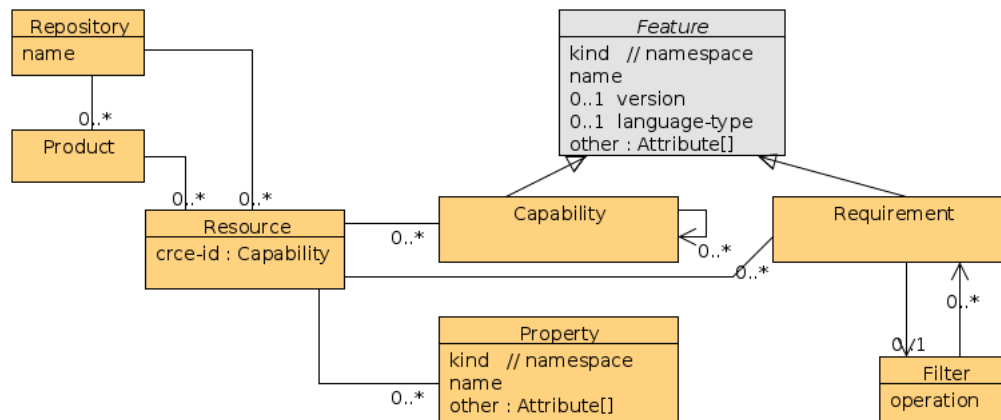 Repository
name
Feature
kind // namespace
name
0..1 version
0..1 language-type
other : Attribute[]
0..*
Product
0..*
0..*
Resource
crce-id : Capability
Capability
0..*
0..*
Requirement
0..*
0..*
Property
kind // namespace
name
other : Attribute[]
0..*
0../1
Filter
operation